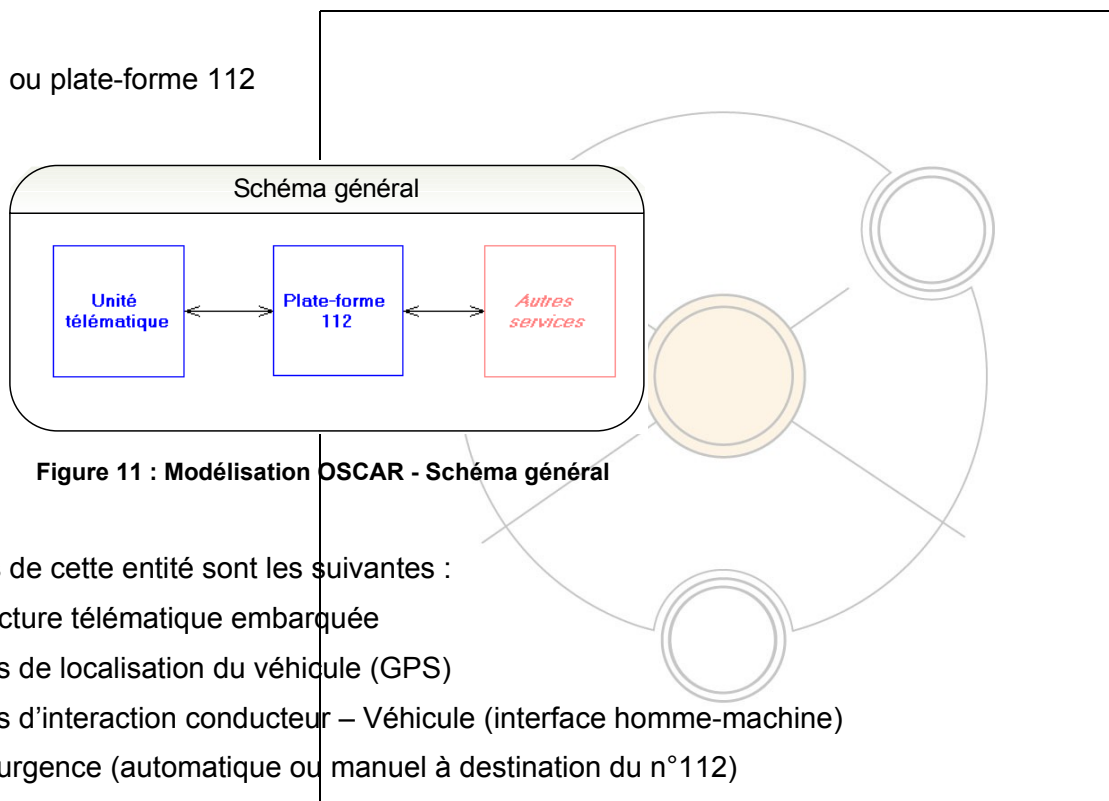 ou plate-forme 112
Schéma général
Unité
télématique
Plate-forme
112
Autres
services
Figure 11 : Modélisation OSCAR - Schéma général
de cette entité sont les suivantes :
cture télématique embarquée
s de localisation du véhicule (GPS)
s d’interaction conducteur – Véhicule (interface homme-machine)
urgence (automatique ou manuel à destination du n°112)